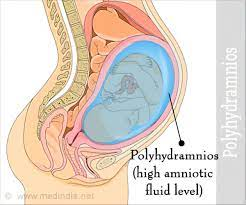 Polyhydramnios
Polyhydramnios
(high amniotic
fluid level)
www.medindia.net